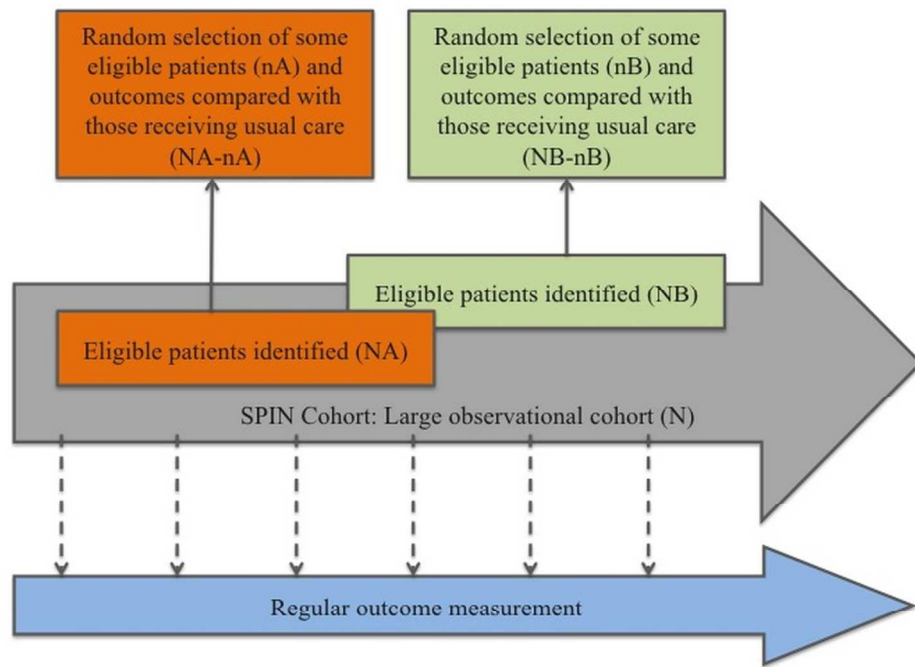 Random selection of some
eligible patients (nA) and
outcomes compared with
those receiving usual care
(NA-nA)
Random selection of some
eligible patients (nB) and
outcomes compared with
those receiving usual care
(NB-nB)
Eligible patients identified (NB)
Eligible patients identified (NA)
SPIN Cohort: Large observational cohort (N)
Regular outcome measurement